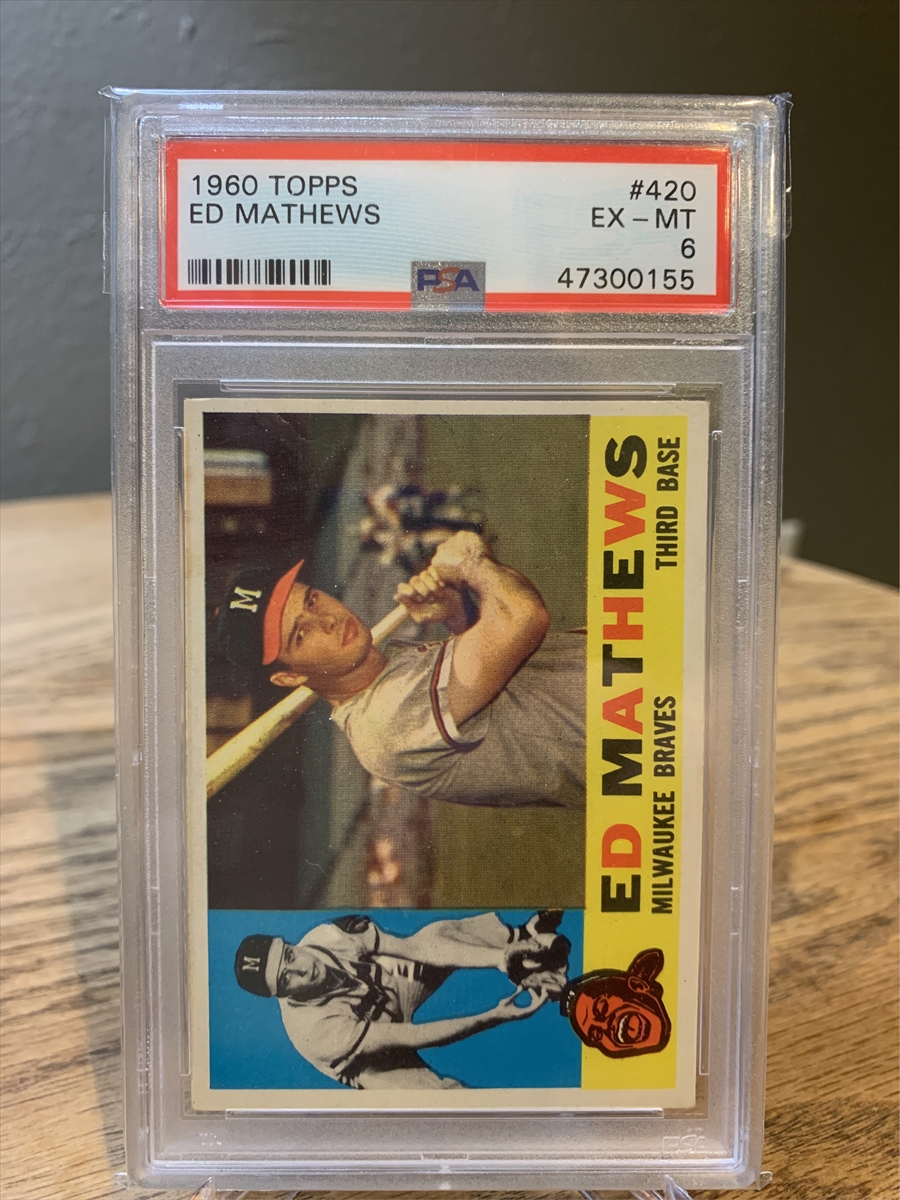 1960 TOPPS
ED MATHEWS
#420
EX – MT
6
47300155
PSA
M
M
ED MATHEWS
MILWAUKEE BRAVES THIRD BASE